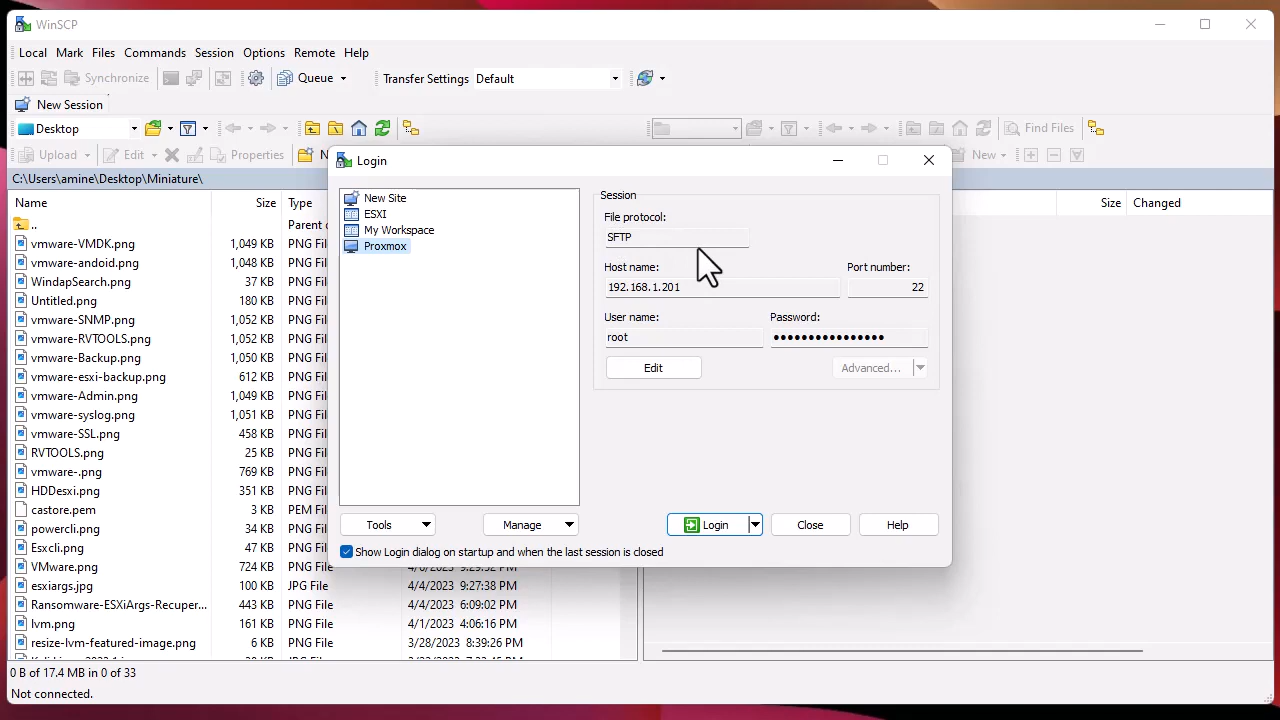 WinSCP
Local Mark Files Commands Session Options Remote Help
Synchronize Queue Transfer Settings Default
New Session
Desktop Find Files
Upload Edit Properties N New
C:\Users\amine\Desktop\Miniature\
Name Size Type Size Changed
.. Parent
vmware-VMDK.png 1,049 KB PNG Fil
vmware-andoid.png 1,048 KB PNG Fil
WindapSearch.png 37 KB PNG Fil
Untitled.png 180 KB PNG Fil
vmware-SNMP.png 1,052 KB PNG Fil
vmware-RVTOOLS.png 1,052 KB PNG Fil
vmware-Backup.png 1,050 KB PNG Fil
vmware-esxi-backup.png 612 KB PNG Fil
vmware-Admin.png 1,049 KB PNG Fil
vmware-syslog.png 1,051 KB PNG Fil
vmware-SSL.png 458 KB PNG Fil
RVTOOLS.png 25 KB PNG Fil
vmware-.png 769 KB PNG Fil
HDDesxi.png 351 KB PNG Fil
castore.pem 3 KB PEM Fil
powercli.png 34 KB PNG Fil
Esxcli.png 47 KB PNG Fil
VMware.png 724 KB PNG File
esxiargs.jpg 100 KB JPG File 4/4/2023 9:27:38 PM
Ransomware-ESXiArgs-Recuper... 443 KB PNG File 4/4/2023 6:09:02 PM
lvm.png 161 KB PNG File 4/1/2023 4:06:16 PM
resize-lvm-featured-image.png 6 KB PNG File 3/28/2023 8:39:26 PM
0 B of 17.4 MB in 0 of 33
Not connected.
Login
New Site
ESXI
My Workspace
Proxmox
Session
File protocol:
SFTP
Host name: Port number:
192.168.1.201 22
User name: Password:
root ••••••••••••••••
Edit Advanced...
Tools Manage Login Close Help
Show Login dialog on startup and when the last session is closed